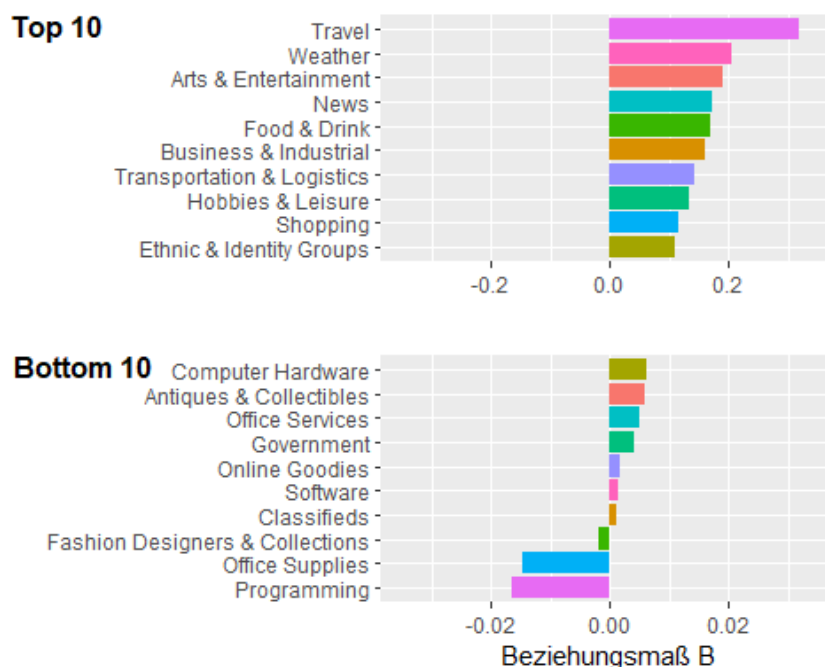 Top 10
Travel
Weather
Arts & Entertainment
News
Food & Drink
Business & Industrial
Transportation & Logistics
Hobbies & Leisure
Shopping
Ethnic & Identity Groups
-0.2 0.0 0.2
Bottom 10
Computer Hardware
Antiques & Collectibles
Office Services
Government
Online Goodies
Software
Classifieds
Fashion Designers & Collections
Office Supplies
Programming
-0.02 0.00 0.02
Beziehungsmaß B